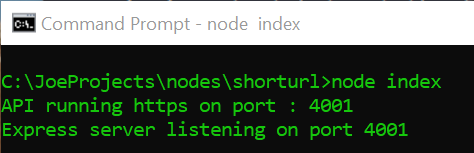 Command Prompt - node  index
C:\JoeProjects\nodes\shorturl>node index
API running https on port : 4001
Express server listening on port 4001